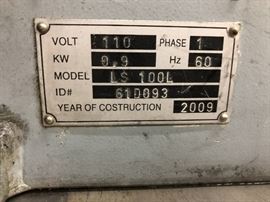 VOLT 110 PHASE 1
KW 0.9 Hz 60
MODEL LS 100L
ID# 61D093
YEAR OF COSTRUCTION 2009